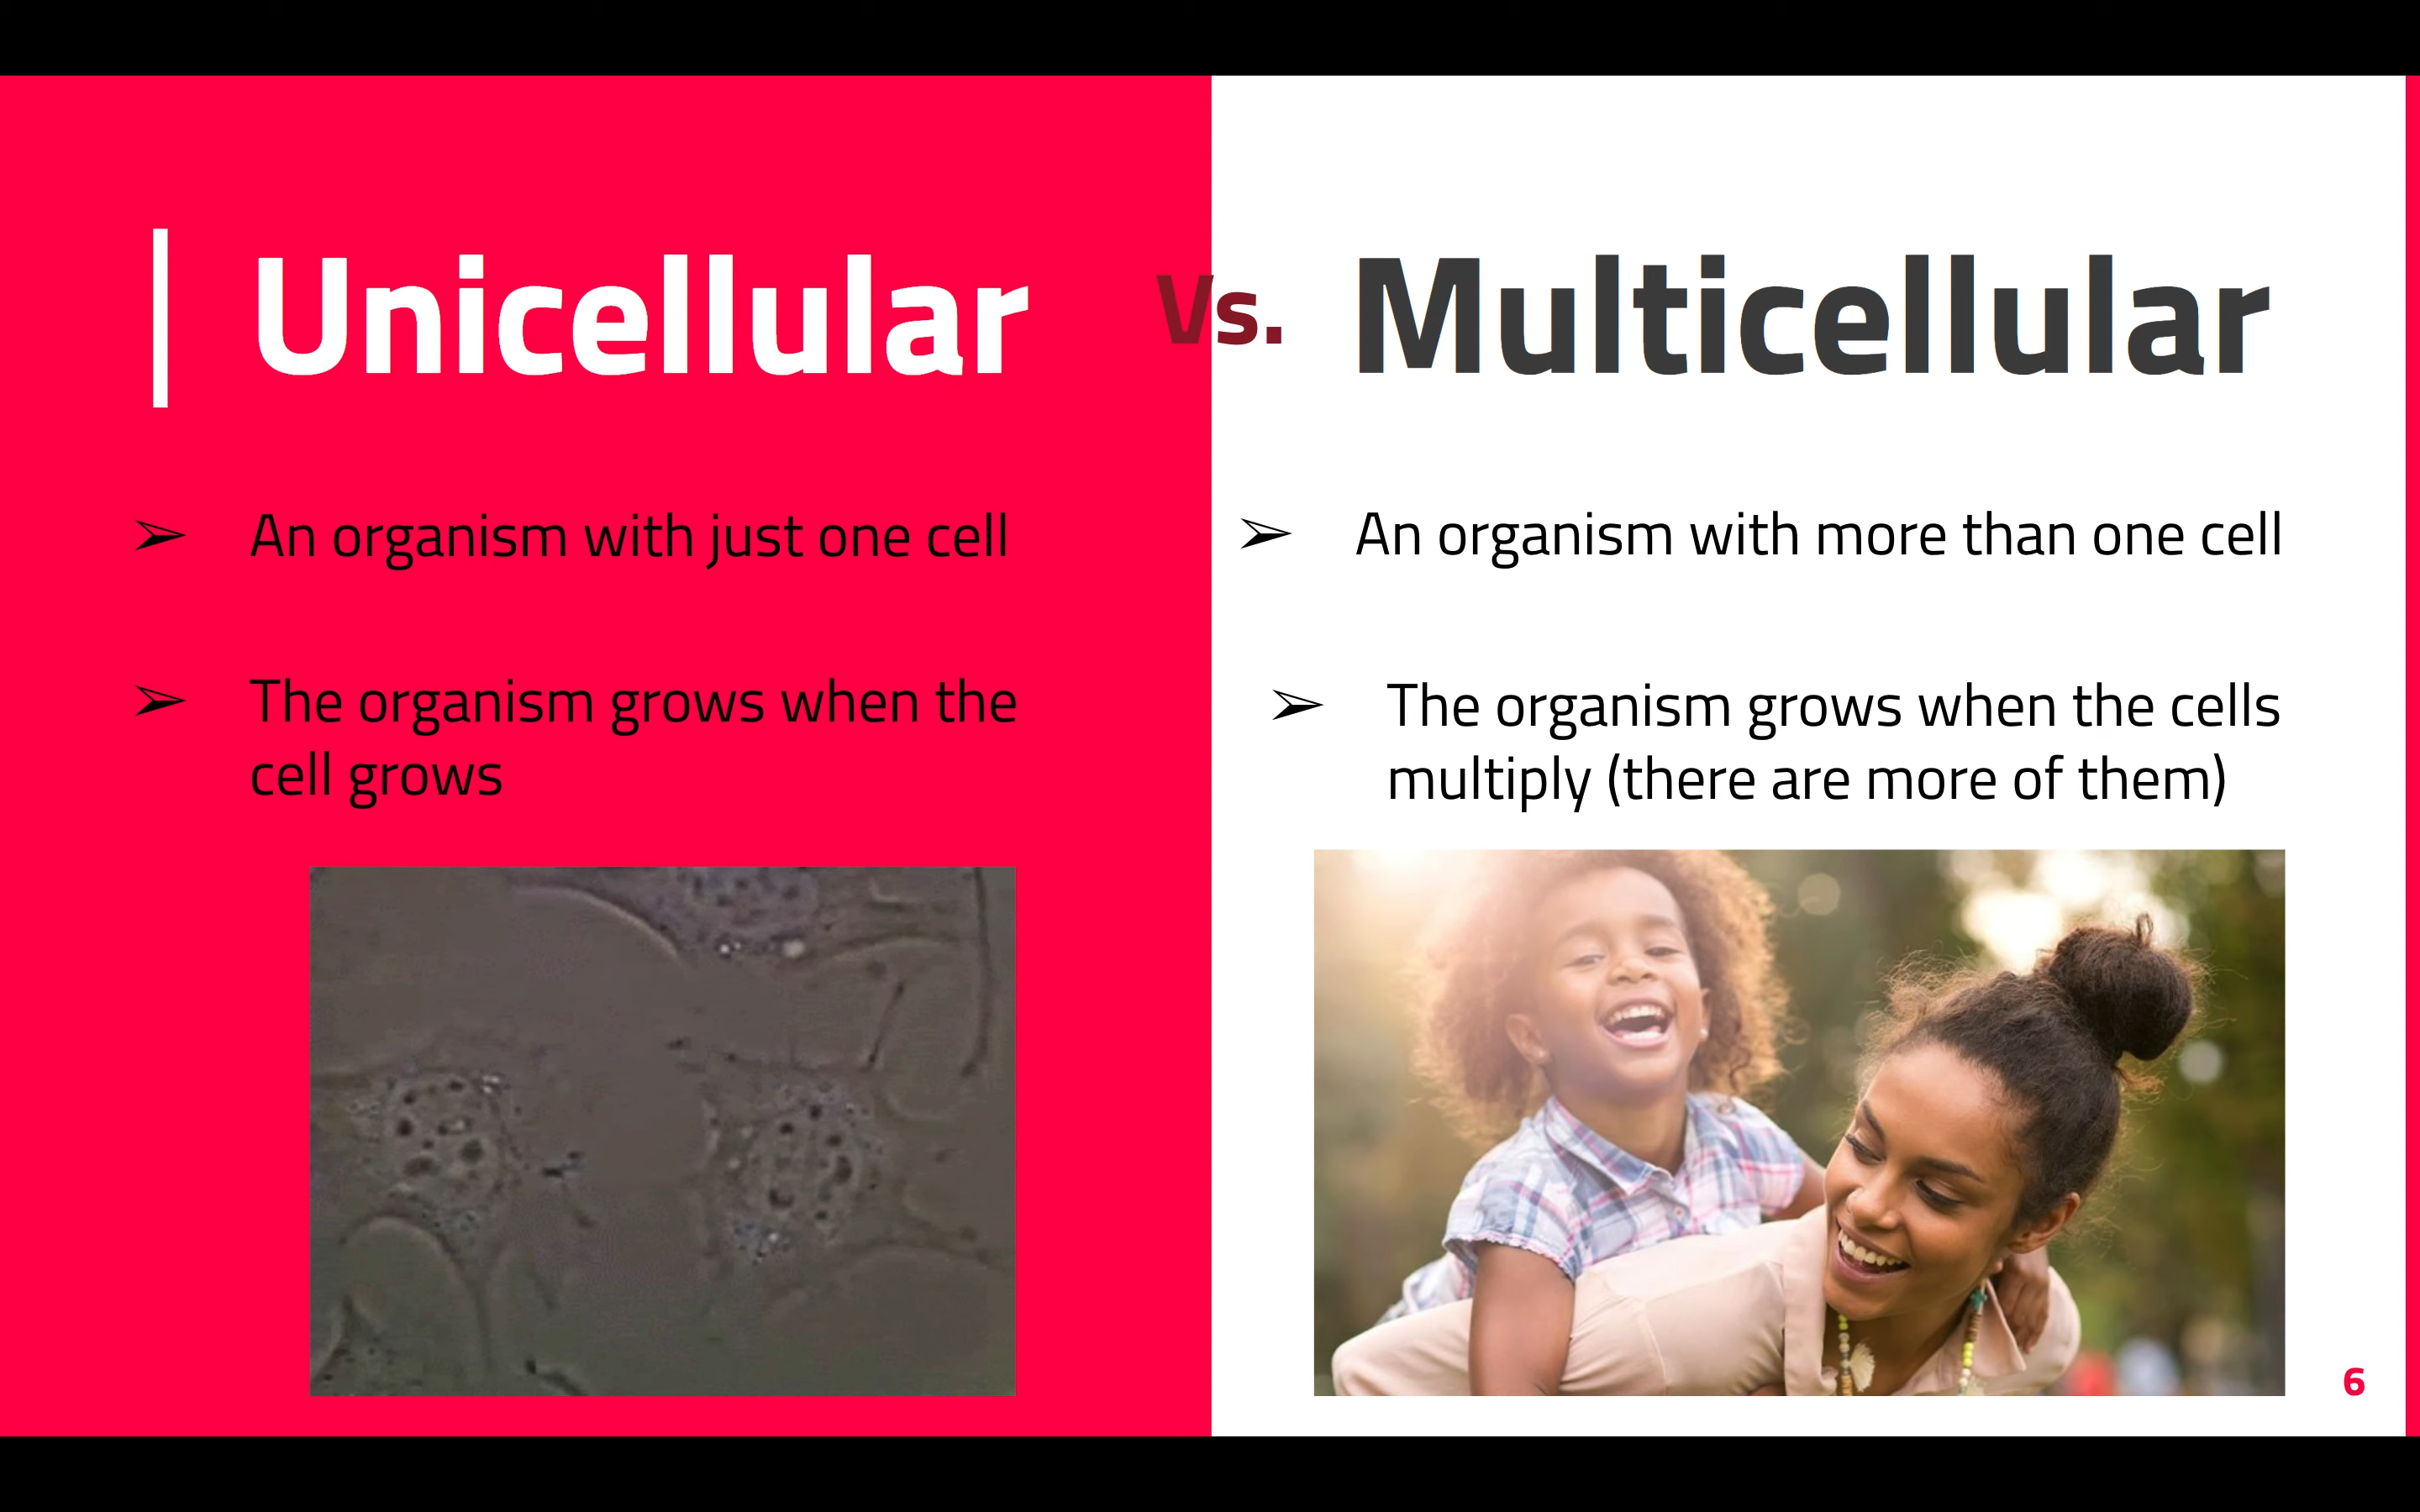 Unicellular
Vs.
Multicellular
➢ An organism with just one cell
➢ The organism grows when the
cell grows
➢ An organism with more than one cell
➢ The organism grows when the cells
multiply (there are more of them)
6